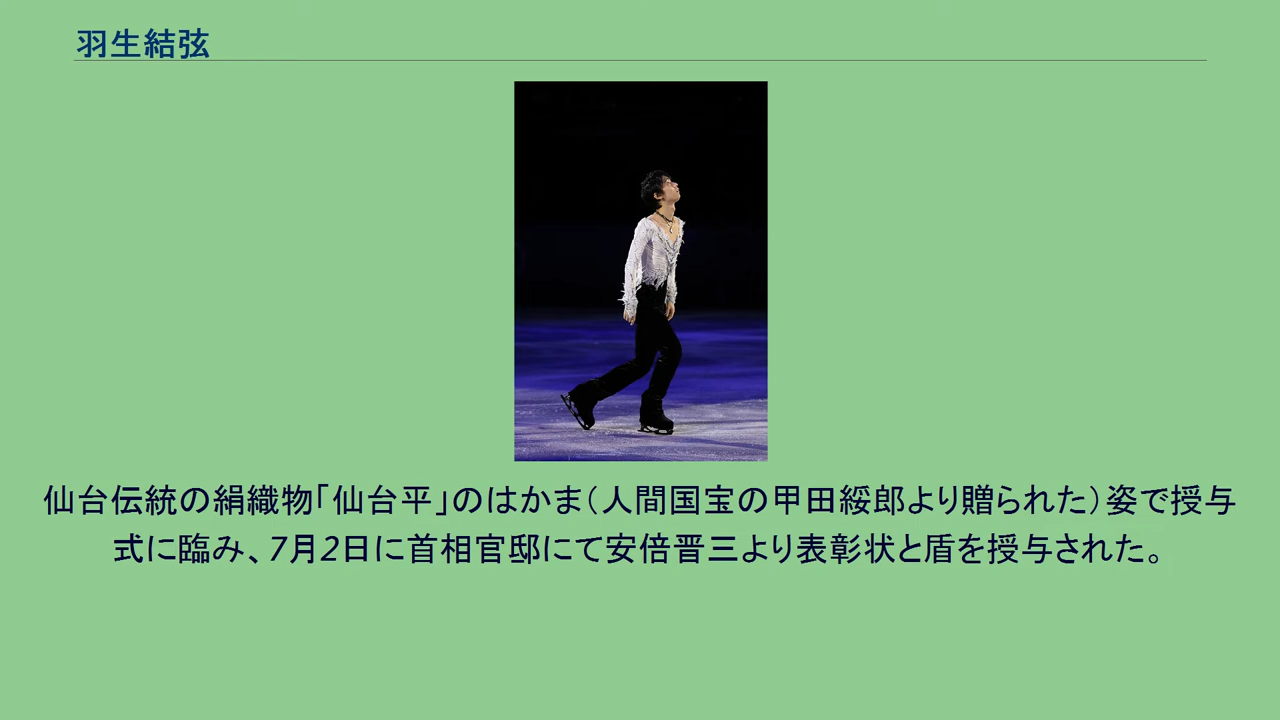 羽生結弦
仙台伝統の絹織物「仙台平」のはかま（人間国宝の甲田綏郎より贈られた）姿で授与
式に臨み、7月2日に首相官邸にて安倍晋三より表彰状と盾を授与された。